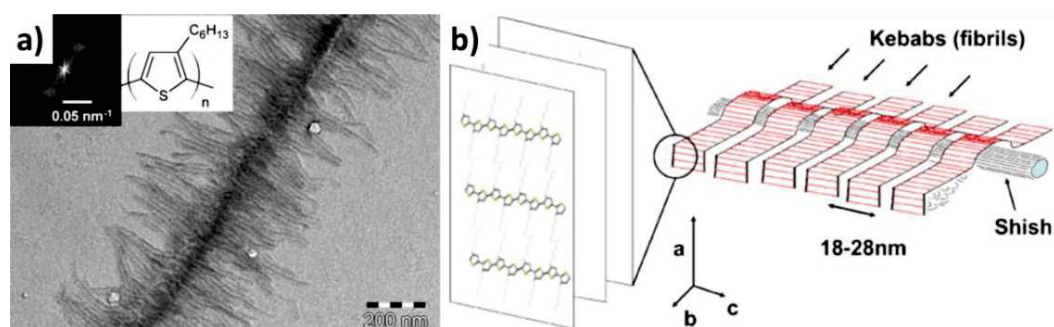 a)
C₆H₁₃
S
n
0.05 nm⁻¹
200 nm
b)
Kebabs (fibrils)
Shish
18-28nm
a
b
c